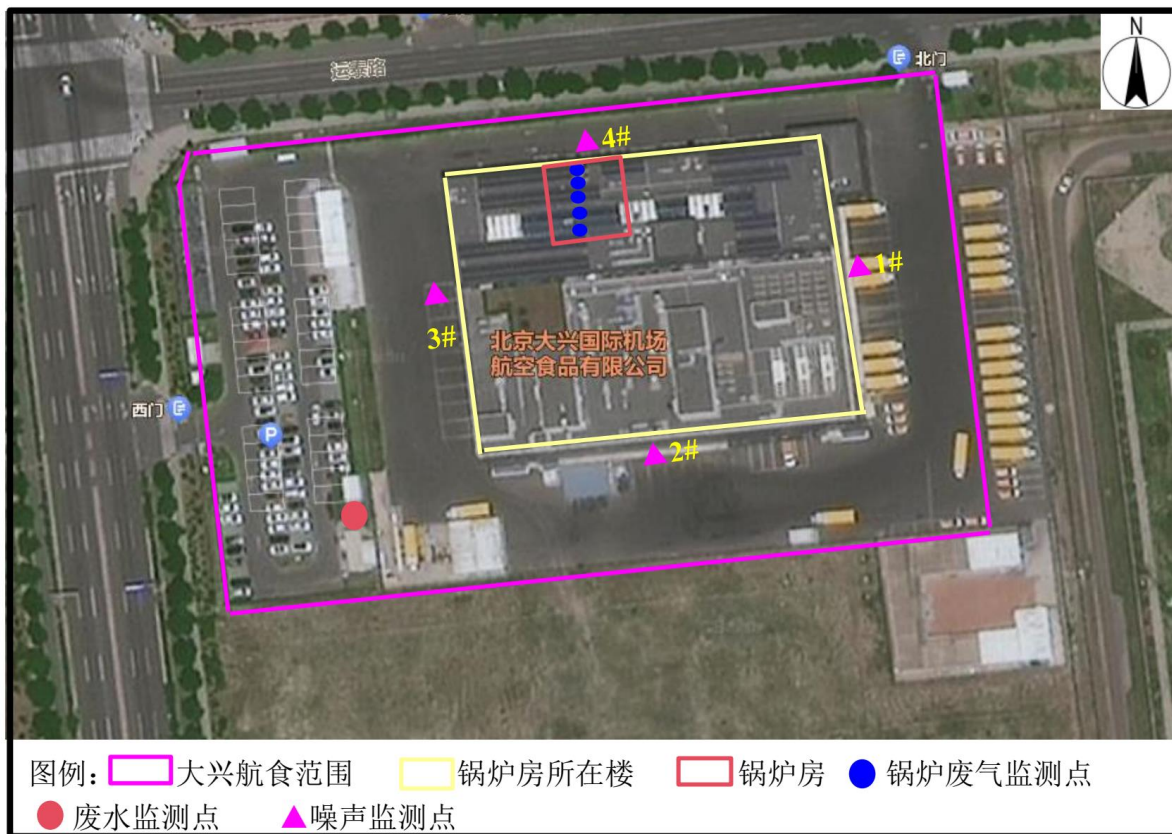 N
运泰路
北门
4#
1#
3#
北京大兴国际机场
航空食品有限公司
西门
P
2#
图例：大兴航食范围 锅炉房所在楼 锅炉房 锅炉废气监测点
废水监测点 噪声监测点